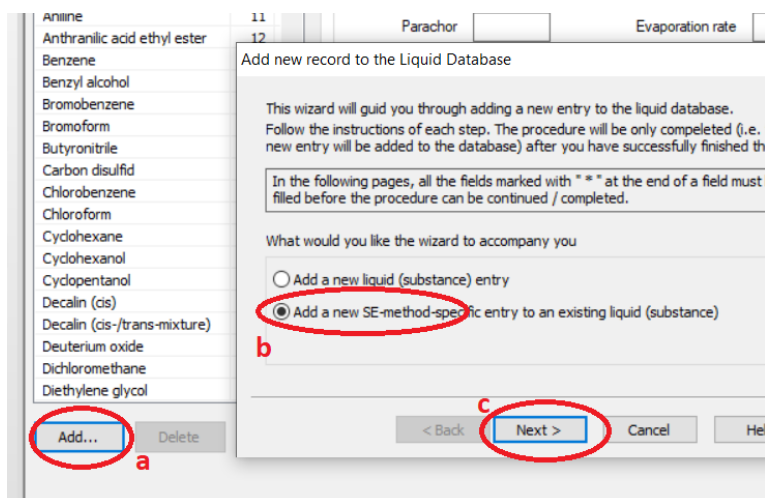 Aniline 11
Anthranilic acid ethyl ester 12
Benzene
Benzyl alcohol
Bromobenzene
Bromoform
Butyronitrile
Carbon disulfid
Chlorobenzene
Chloroform
Cyclohexane
Cyclohexanol
Cyclopentanol
Decalin (cis)
Decalin (cis-/trans-mixture)
Deuterium oxide
Dichloromethane
Diethylene glycol
Add...
Delete
a
Parachor
Evaporation rate
Add new record to the Liquid Database
This wizard will guid you through adding a new entry to the liquid database.
Follow the instructions of each step. The procedure will be only compeleted (i.e.
new entry will be added to the database) after you have successfully finished th
In the following pages, all the fields marked with " * " at the end of a field must
filled before the procedure can be continued / completed.
What would you like the wizard to accompany you
Add a new liquid (substance) entry
Add a new SE-method-specific entry to an existing liquid (substance)
b
c
< Back
Next >
Cancel
Hel